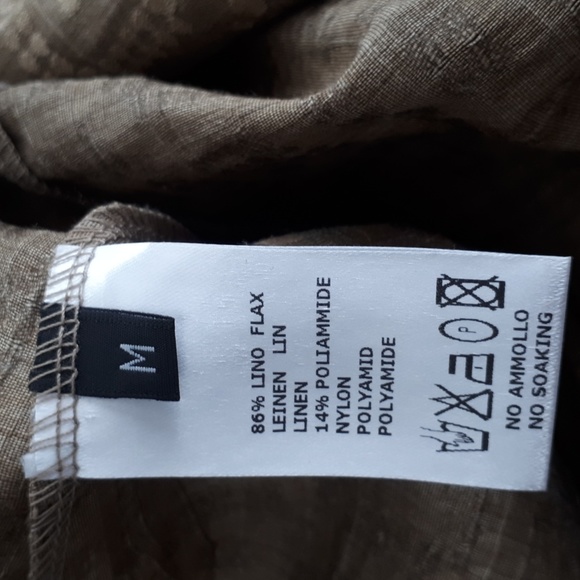 M
86% LINO FLAX
LEINEN LIN
LINEN
14% POLIAMMIDE
NYLON
POLYAMID
POLYAMIDE
P
NO AMMOLLO
NO SOAKING